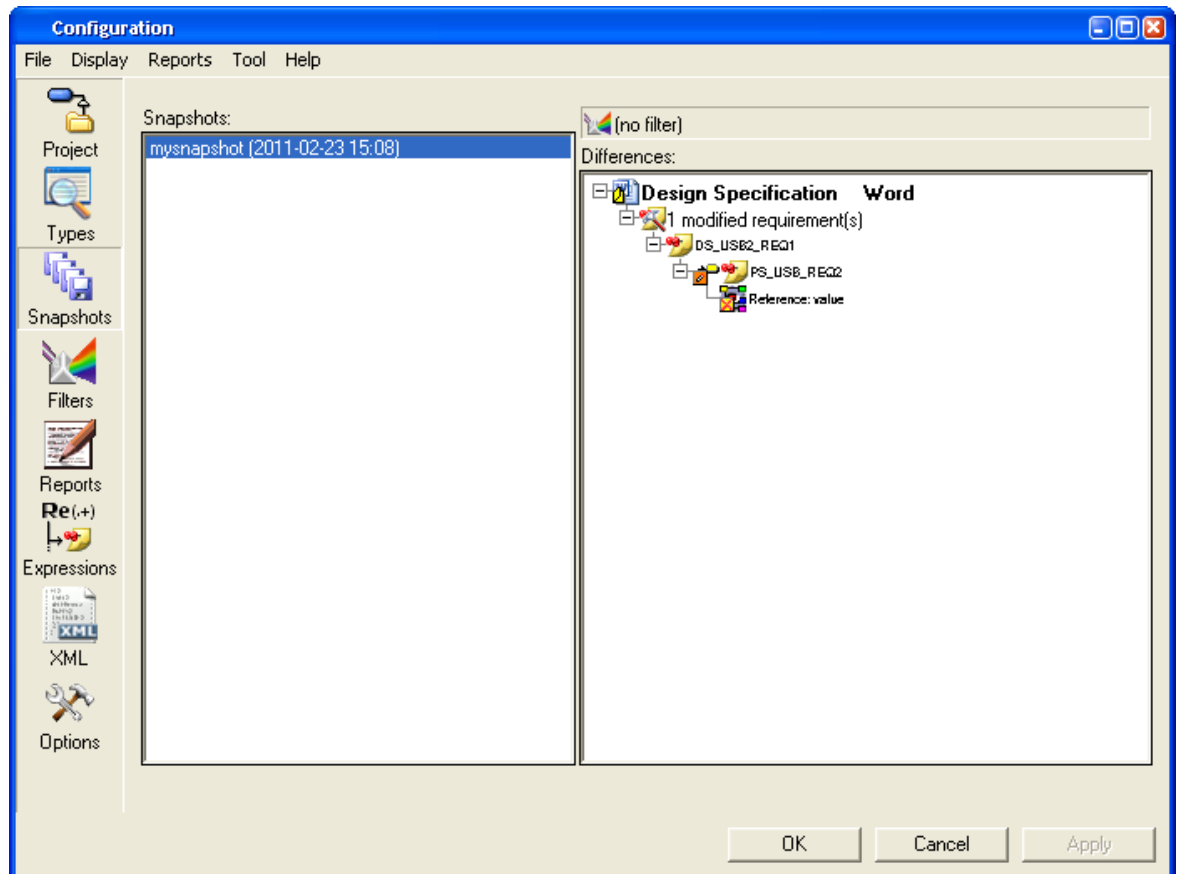 Configuration
File Display Reports Tool Help
Project
Types
Snapshots
Filters
Reports
Re(.+)
Expressions
XML
XML
Options
Snapshots:
mysnapshot (2011-02-23 15:08)
(no filter)
Differences:
Design Specification Word
1 modified requirement(s)
DS_USB2_REQ1
PS_USB_REQ2
Reference: value
OK Cancel Apply